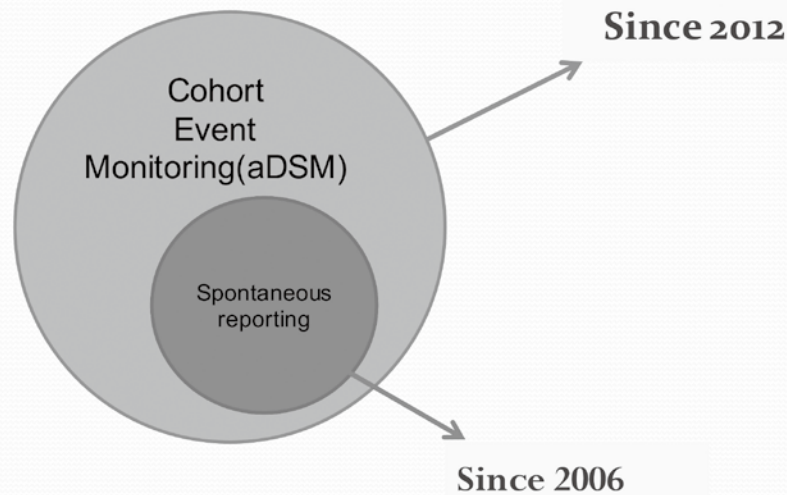 Since 2012
Cohort
Event
Monitoring(aDSM)
Spontaneous
reporting
Since 2006